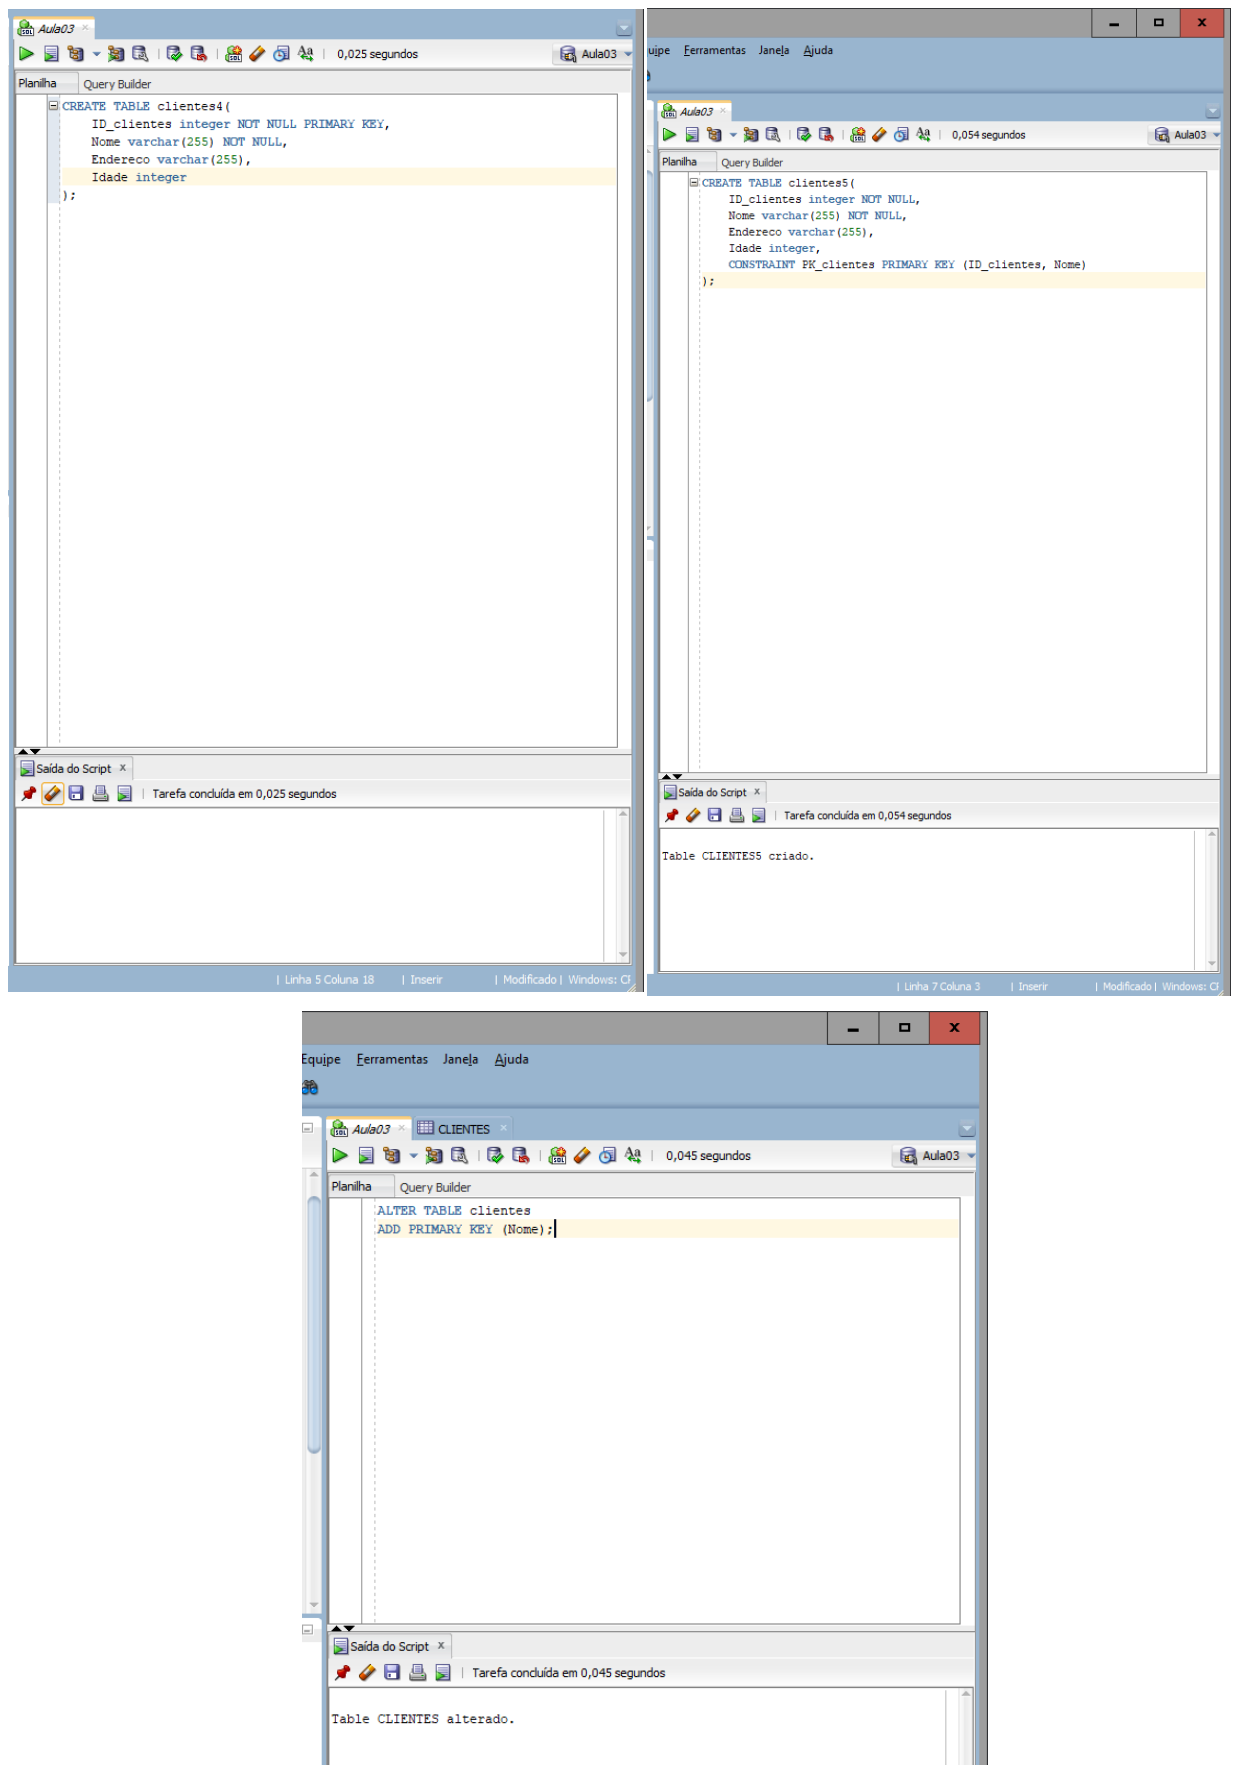 Aula03
0,025 segundos
Aula03
Planilha
Query Builder
CREATE TABLE clientes4(
ID_clientes integer NOT NULL PRIMARY KEY,
Nome varchar(255) NOT NULL,
Endereco varchar(255),
Idade integer
);
Saída do Script
Tarefa concluída em 0,025 segundos
| Linha 5 Coluna 18
| Inserir
| Modificado | Windows:
Ferramentas
Janela
Ajuda
Aula03
0,054 segundos
Aula03
Planilha
Query Builder
CREATE TABLE clientes5(
ID_clientes integer NOT NULL,
Nome varchar(255) NOT NULL,
Endereco varchar(255),
Idade integer,
CONSTRAINT PK_clientes PRIMARY KEY (ID_clientes, Nome)
);
Saída do Script
Tarefa concluída em 0,054 segundos
Table CLIENTES5 criado.
| Linha 7 Coluna 3
| Inserir
| Modificado | Windows:
Equipe
Ferramentas
Janela
Ajuda
Aula03
CLIENTES
0,045 segundos
Aula03
Planilha
Query Builder
ALTER TABLE clientes
ADD PRIMARY KEY (Nome);
Saída do Script
Tarefa concluída em 0,045 segundos
Table CLIENTES alterado.